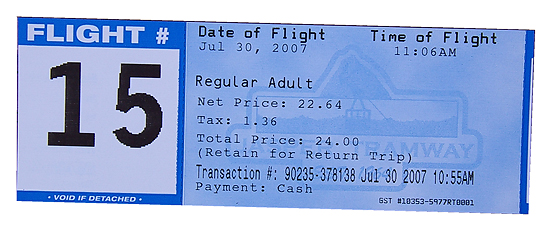 FLIGHT #
15
• VOID IF DETACHED •
Date of Flight Time of Flight
Jul 30, 2007 11:06AM
Regular Adult
Net Price: 22.64
Tax: 1.36
Total Price: 24.00
TRAMWAY
(Retain for Return Trip)
Transaction #: 90235-378138 Jul 30 2007 10:55AM
Payment: Cash
GST #10353-5977RT0001